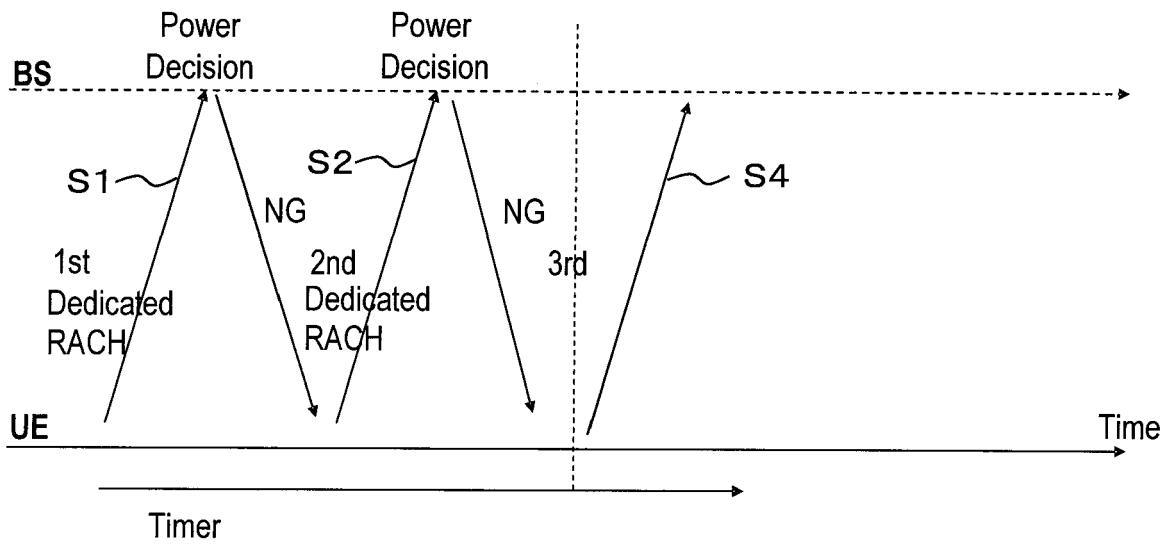 Power
Decision
Power
Decision
BS
S1
S2
S4
NG
NG
1st
Dedicated
RACH
2nd
Dedicated
RACH
3rd
UE
Time
Timer